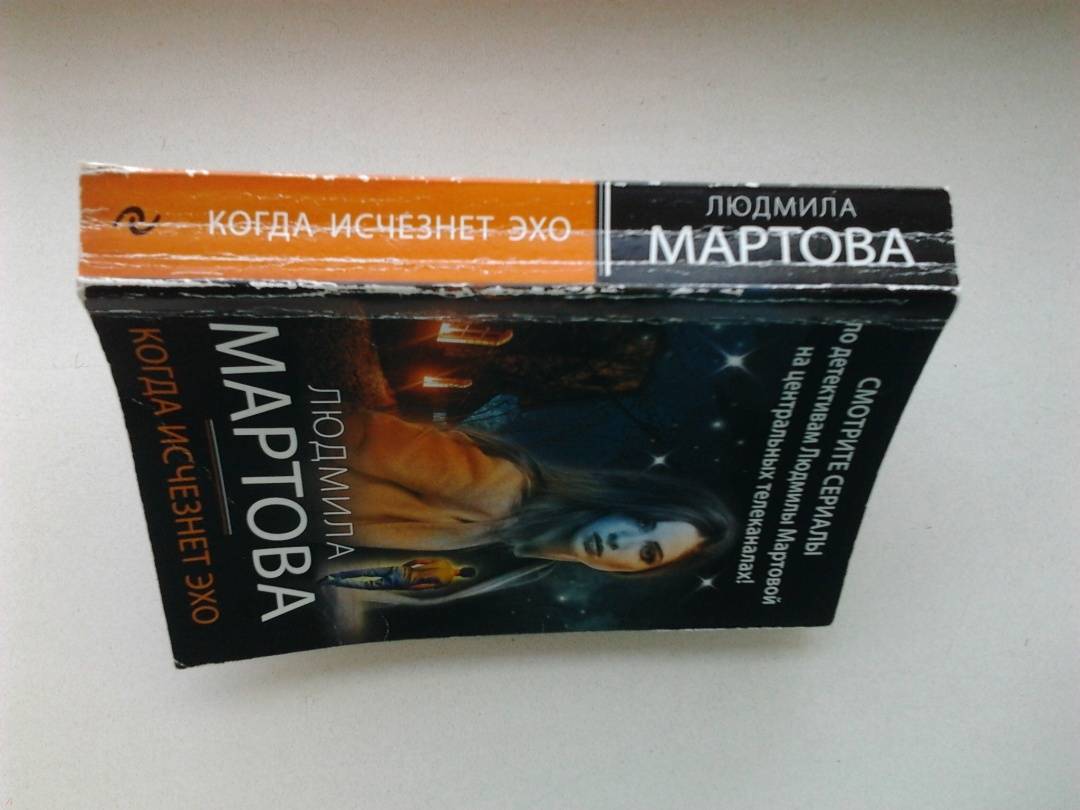 КОГДА ИСЧЕЗНЕТ ЭХО
ЛЮДМИЛА
МАРТОВА
СМОТРИТЕ СЕРИАЛЫ
по детективам Людмилы Мартовой
на центральных телеканалах!
ЛЮДМИЛА
МАРТОВА
КОГДА ИСЧЕЗНЕТ ЭХО